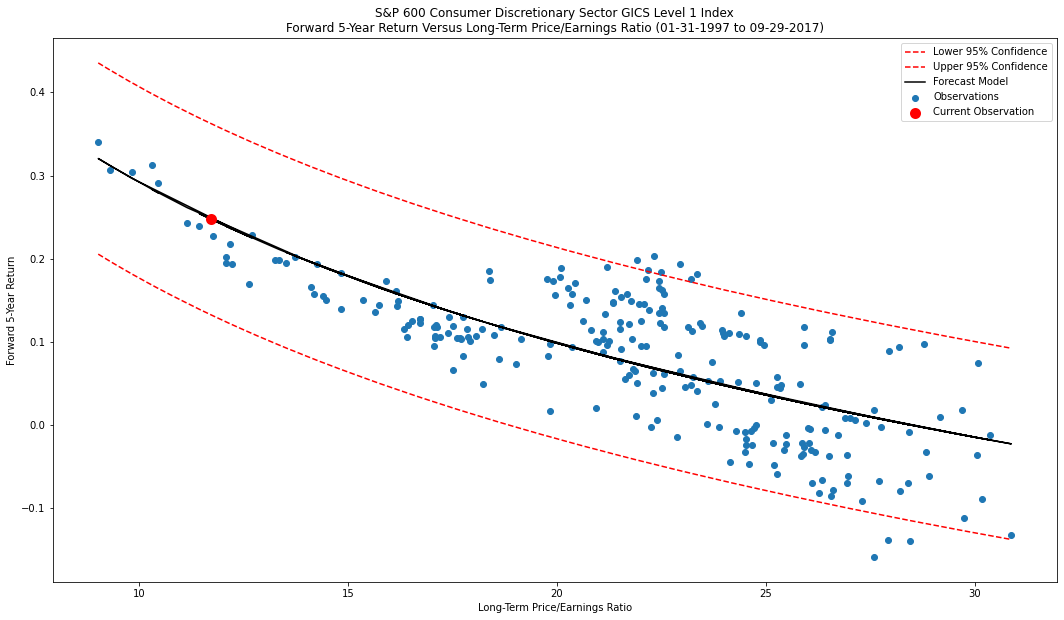 S&P 600 Consumer Discretionary Sector GICS Level 1 Index
Forward 5-Year Return Versus Long-Term Price/Earnings Ratio (01-31-1997 to 09-29-2017)
Lower 95% Confidence
Upper 95% Confidence
Forecast Model
Observations
Current Observation
Forward 5-Year Return
0.4
0.3
0.2
0.1
0.0
−0.1
10
15
20
25
30
Long-Term Price/Earnings Ratio